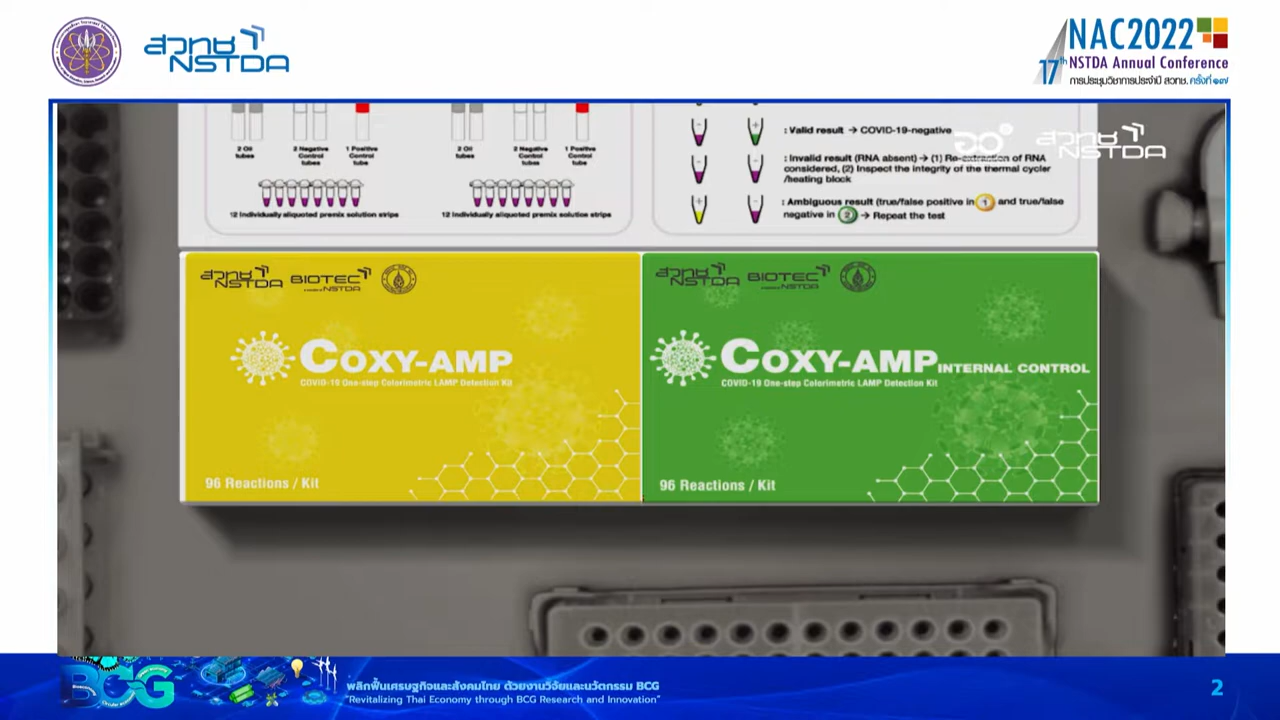 สวทช
NSTDA
NAC2022
17th NSTDA Annual Conference
การประชุมวิชาการประจำปี สวทช. ครั้งที่ ๑๗
2 Oil tubes
2 Negative Control tubes
1 Positive Control tube
2 Oil tubes
2 Negative Control tubes
1 Positive Control tube
12 Individually aliquoted premix solution strips
12 Individually aliquoted premix solution strips
- + : Valid result → COVID-19-negative
- - : Invalid result (RNA absent) → (1) Re-extraction of RNA
considered, (2) Inspect the integrity of the thermal cycler
/heating block
+ - : Ambiguous result (true/false positive in 1 and true/false
negative in 2 → Repeat the test
อว
สวทช
NSTDA
สวทช
NSTDA
BIOTEC
a member of NSTDA
COXY-AMP
COVID-19 One-step Colorimetric LAMP Detection Kit
96 Reactions / Kit
สวทช
NSTDA
BIOTEC
a member of NSTDA
COXY-AMP INTERNAL CONTROL
COVID-19 One-step Colorimetric LAMP Detection Kit
96 Reactions / Kit
BCG
พลิกฟื้นเศรษฐกิจและสังคมไทย ด้วยงานวิจัยและนวัตกรรม BCG
"Revitalizing Thai Economy through BCG Research and Innovation"
2